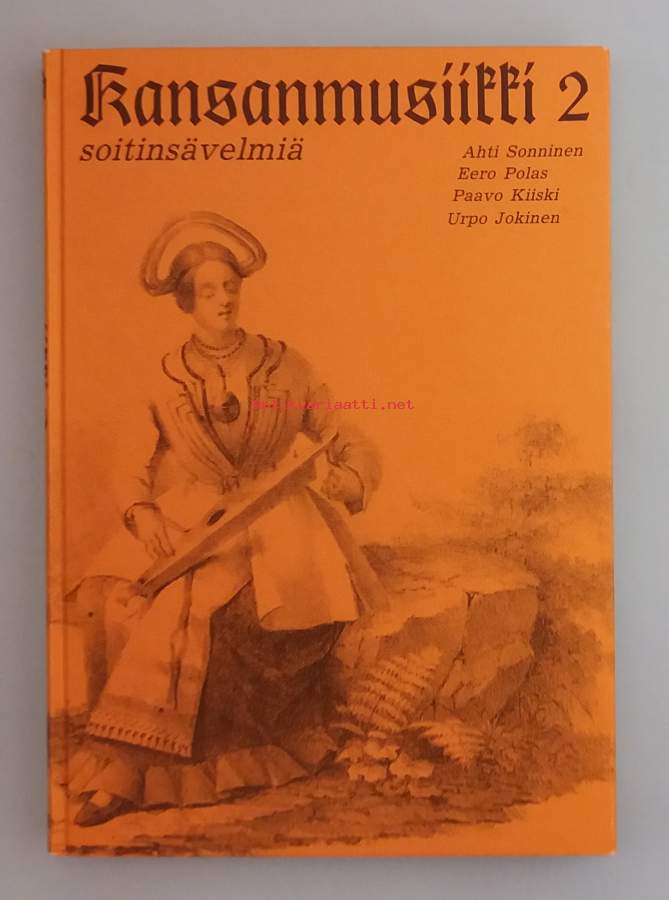 Kansanmusiikki 2
soitinsävelmiä
Ahti Sonninen
Eero Polas
Paavo Kiiski
Urpo Jokinen